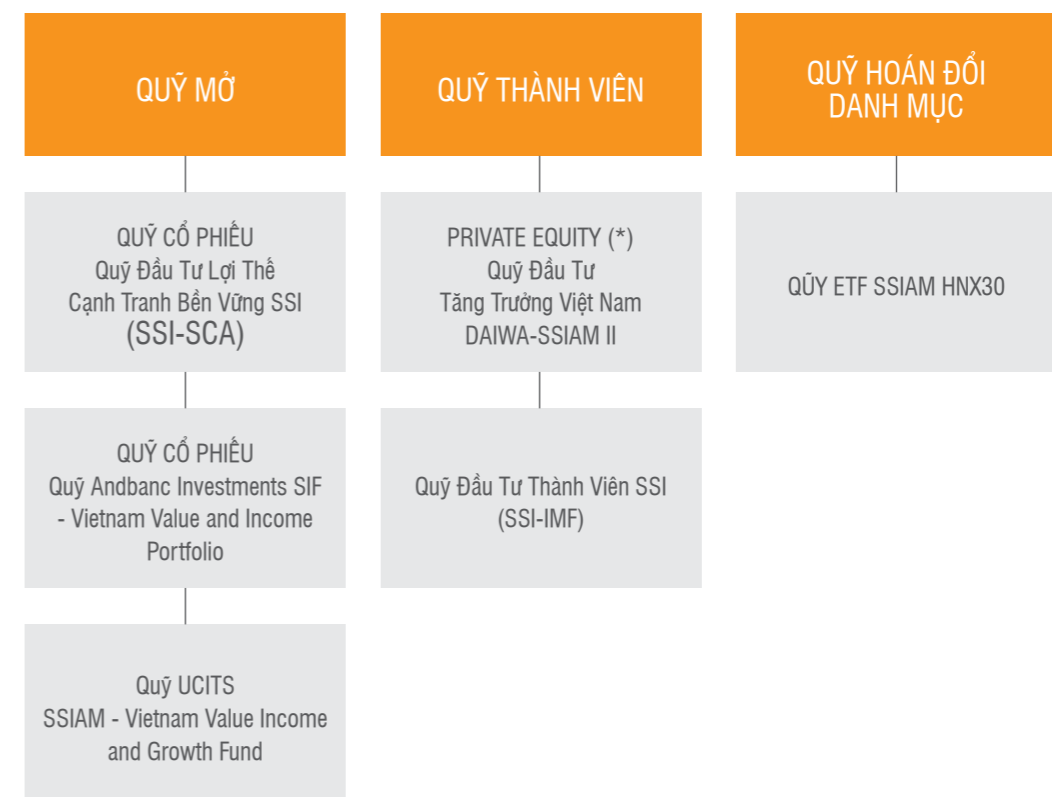 QUỸ MỞ
QUỸ CỔ PHIẾU
Quỹ Đầu Tư Lợi Thế
Cạnh Tranh Bền Vững SSI
(SSI-SCA)
QUỸ CỔ PHIẾU
Quỹ Andbanc Investments SIF
- Vietnam Value and Income
Portfolio
Quỹ UCITS
SSIAM - Vietnam Value Income
and Growth Fund
QUỸ THÀNH VIÊN
PRIVATE EQUITY (*)
Quỹ Đầu Tư
Tăng Trưởng Việt Nam
DAIWA-SSIAM II
Quỹ Đầu Tư Thành Viên SSI
(SSI-IMF)
QUỸ HOÁN ĐỔI
DANH MỤC
QŨY ETF SSIAM HNX30